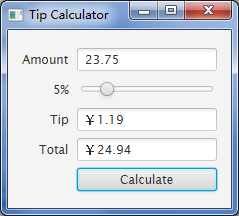 Tip Calculator
Amount 23.75
5%
Tip ￥1.19
Total ￥24.94
Calculate